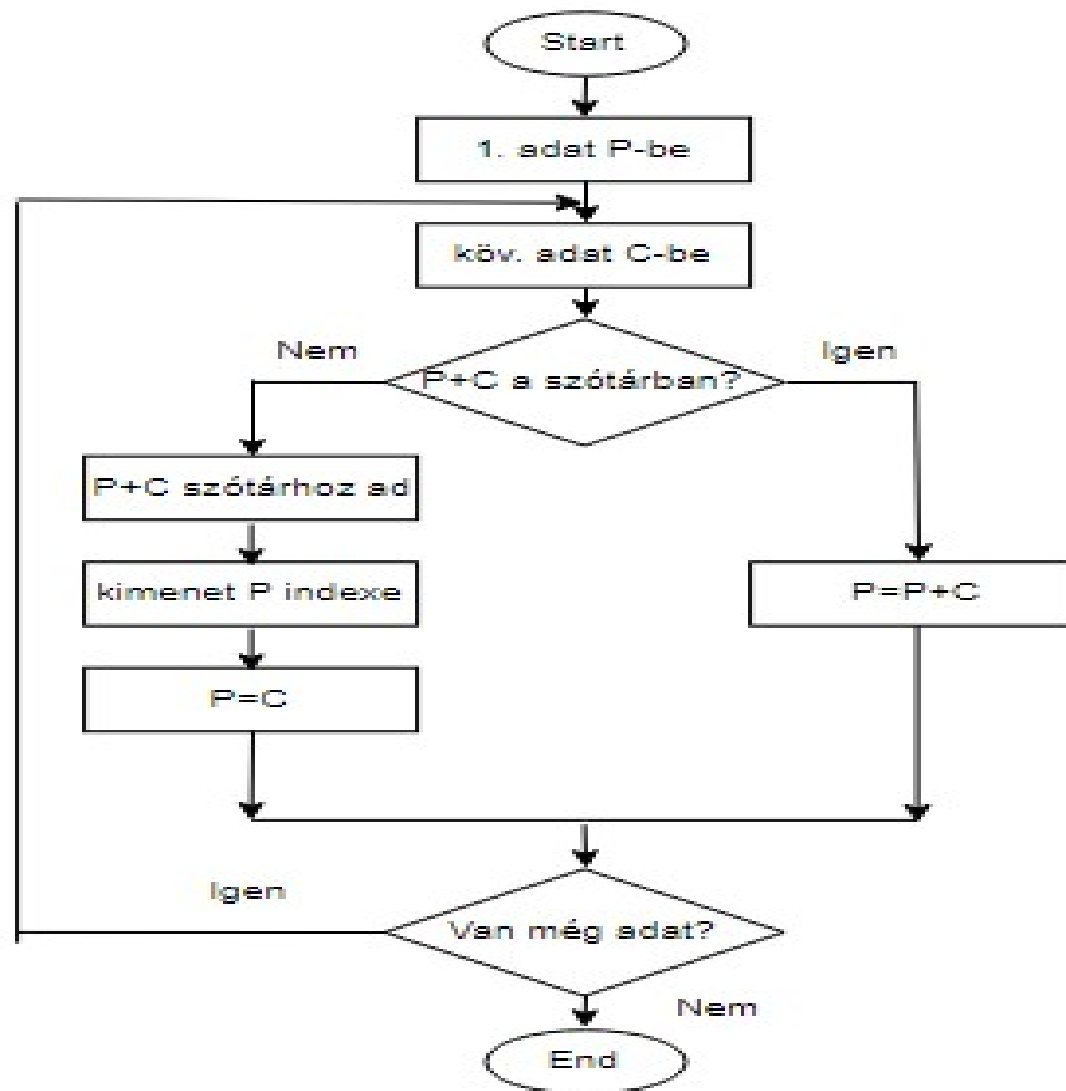 Start
1. adat P-be
köv. adat C-be
Nem
Igen
P+C a szótárban?
P+C szótárhoz ad
kimenet P indexe
P=P+C
P=C
Igen
Van még adat?
Nem
End